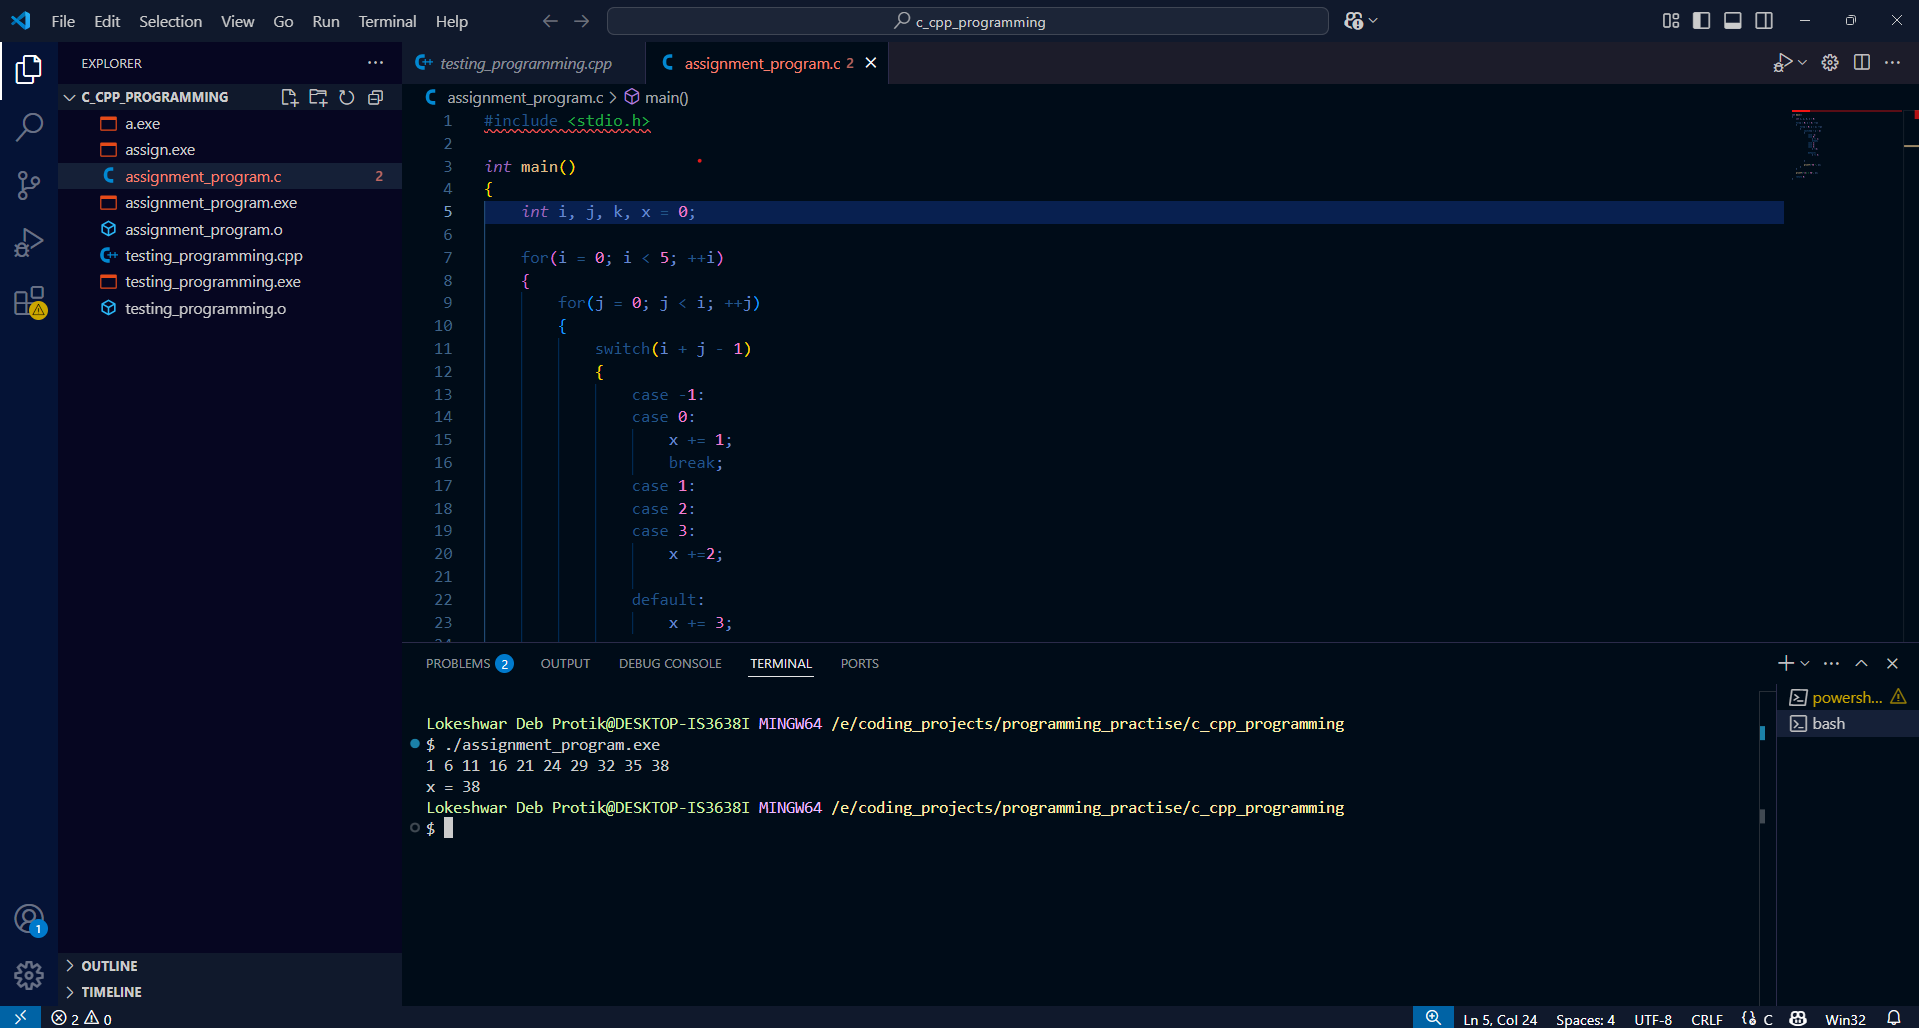 File Edit Selection View Go Run Terminal Help
c_cpp_programming
EXPLORER
C_CPP_PROGRAMMING
a.exe
assign.exe
assignment_program.c 2
assignment_program.exe
assignment_program.o
testing_programming.cpp
testing_programming.exe
testing_programming.o
1
OUTLINE
TIMELINE
testing_programming.cpp
assignment_program.c 2
assignment_program.c > main()
1 #include <stdio.h>
2
3 int main()
4 {
5 int i, j, k, x = 0;
6
7 for(i = 0; i < 5; ++i)
8 {
9 for(j = 0; j < i; ++j)
10 {
11 switch(i + j - 1)
12 {
13 case -1:
14 case 0:
15 x += 1;
16 break;
17 case 1:
18 case 2:
19 case 3:
20 x +=2;
21
22 default:
23 x += 3;
PROBLEMS 2 OUTPUT DEBUG CONSOLE TERMINAL PORTS
Lokeshwar Deb Protik@DESKTOP-IS3638I MINGW64 /e/coding_projects/programming_practise/c_cpp_programming
$ ./assignment_program.exe
1 6 11 16 21 24 29 32 35 38
x = 38
Lokeshwar Deb Protik@DESKTOP-IS3638I MINGW64 /e/coding_projects/programming_practise/c_cpp_programming
$
powersh...
bash
2 0
Ln 5, Col 24 Spaces: 4 UTF-8 CRLF C Win32